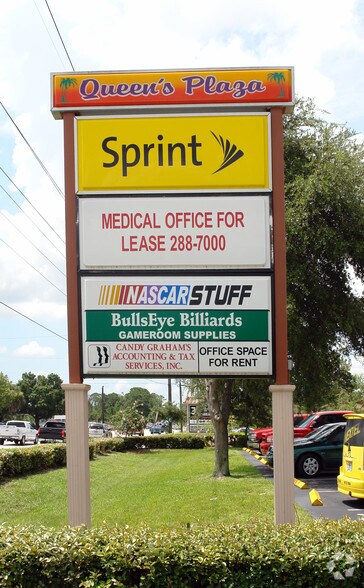 Queen's Plaza
Sprint
MEDICAL OFFICE FOR
LEASE 288-7000
NASCAR STUFF
BullsEye Billiards
GAMEROOM SUPPLIES
CANDY GRAHAM'S
ACCOUNTING & TAX
SERVICES, INC.
OFFICE SPACE
FOR RENT